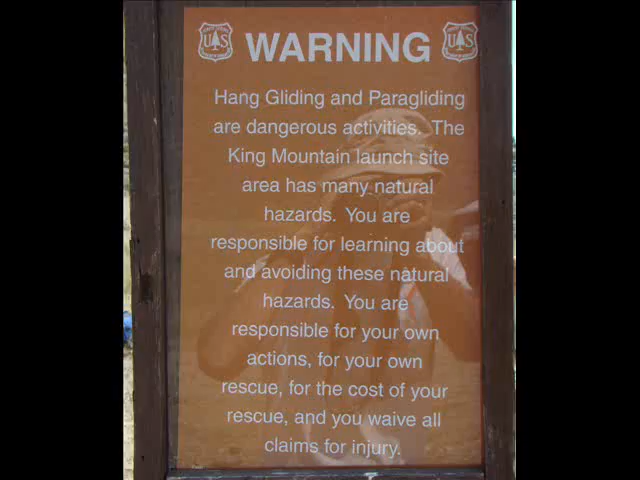 WARNING
Hang Gliding and Paragliding
are dangerous activities. The
King Mountain launch site
area has many natural
hazards. You are
responsible for learning about
and avoiding these natural
hazards. You are
responsible for your own
actions, for your own
rescue, for the cost of your
rescue, and you waive all
claims for injury.